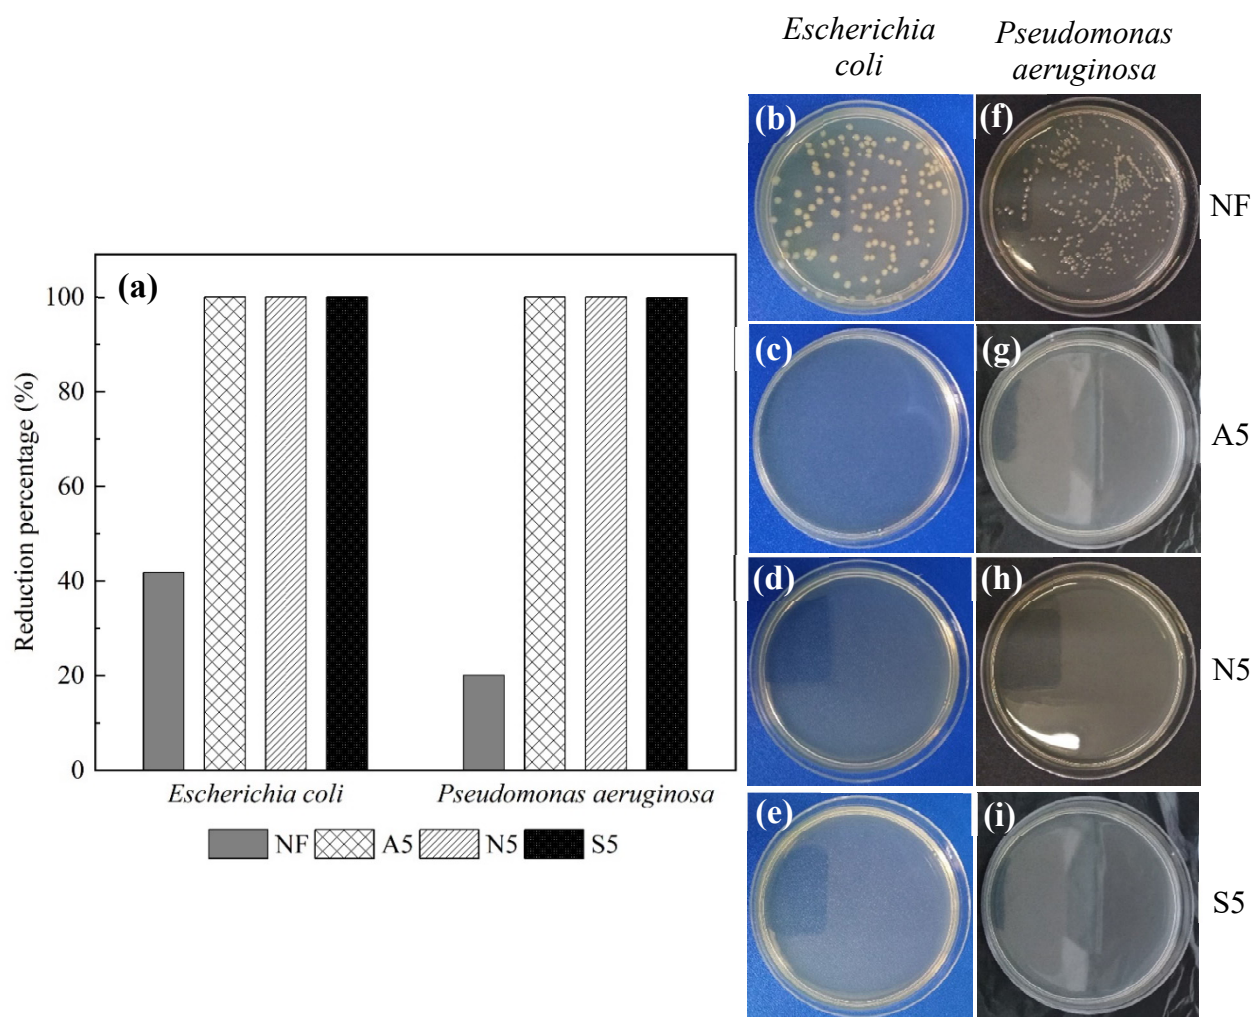 Escherichia
coli
Pseudomonas
aeruginosa
(b)
(f)
NF
(a)
100
80
60
40
20
0
Reduction percentage (%)
Escherichia coli
Pseudomonas aeruginosa
NF
A5
N5
S5
(c)
(g)
A5
(d)
(h)
N5
(e)
(i)
S5